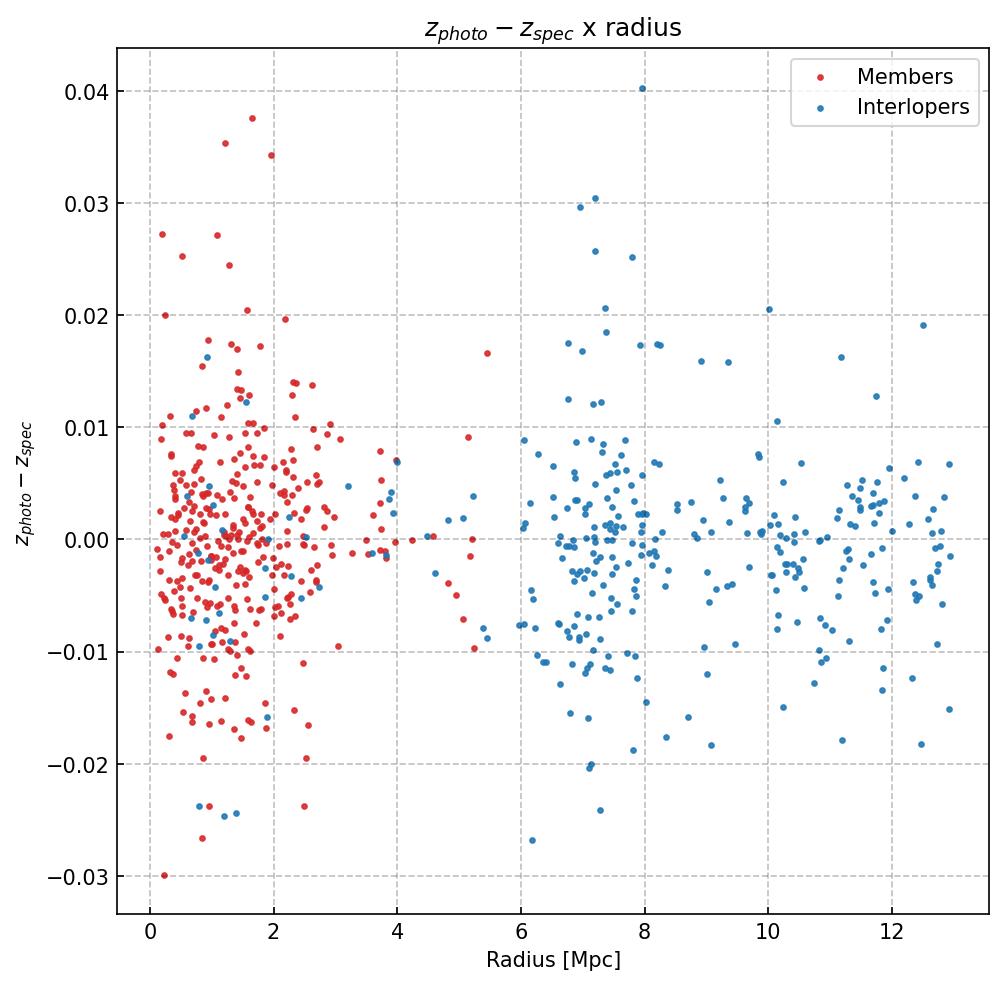 z_photo − z_spec x radius
Members
Interlopers
0.04
0.03
0.02
0.01
0.00
−0.01
−0.02
−0.03
z_photo − z_spec
0 2 4 6 8 10 12
Radius [Mpc]